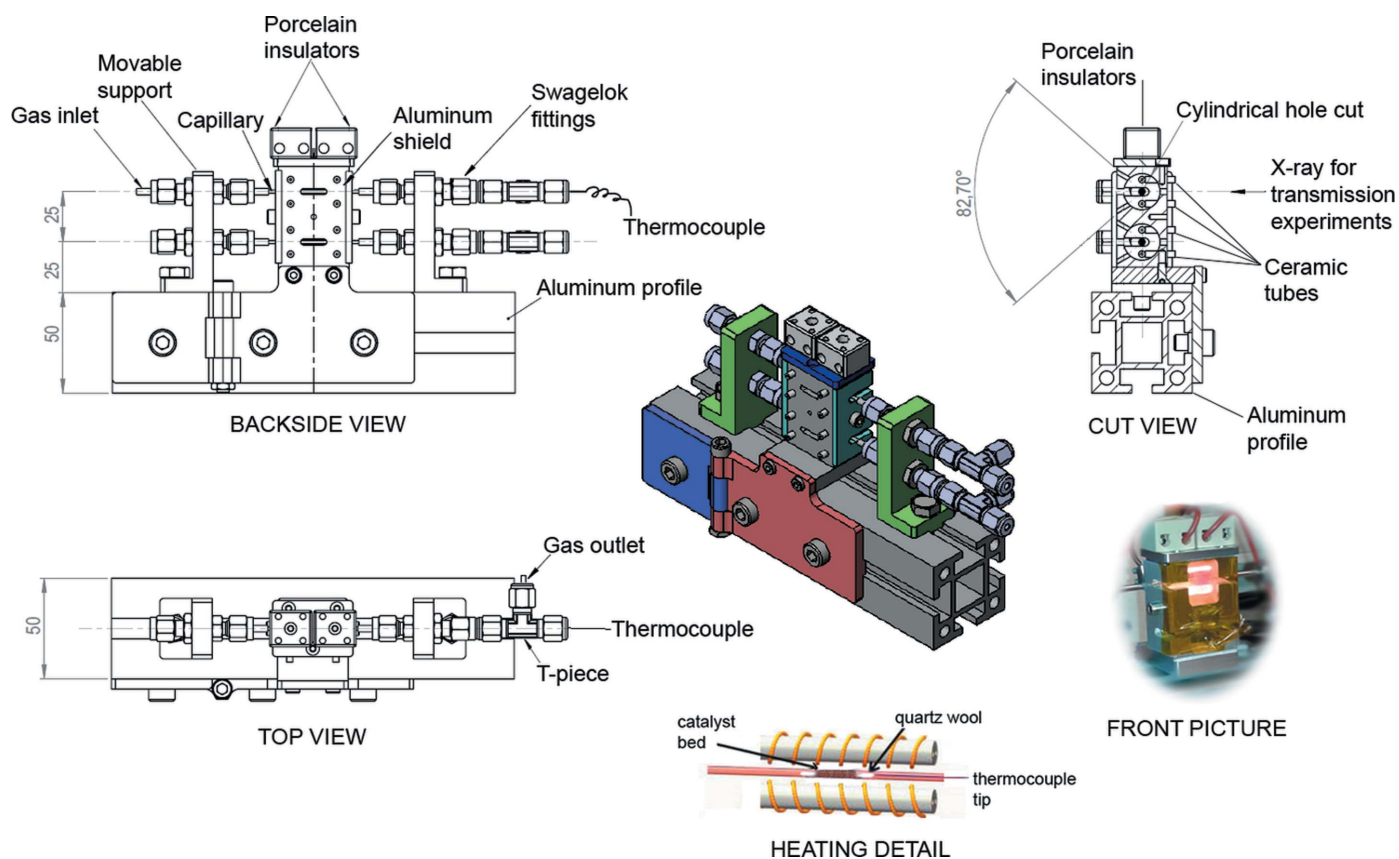 Porcelain
insulators
Movable
support
Gas inlet
Capillary
Aluminum
shield
Swagelok
fittings
Thermocouple
25
25
50
Aluminum profile
BACKSIDE VIEW
Porcelain
insulators
Cylindrical hole cut
X-ray for
transmission
experiments
82,70°
Ceramic
tubes
CUT VIEW
Aluminum
profile
Gas outlet
50
Thermocouple
T-piece
TOP VIEW
catalyst
bed
quartz wool
thermocouple
tip
HEATING DETAIL
FRONT PICTURE